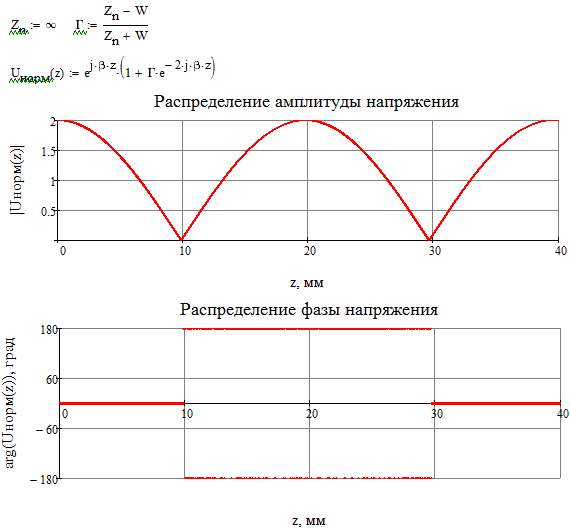 Zn := ∞ Γ := (Zn − W)/(Zn + W)
Uнорм(z) := e^(j·β·z)·(1 + Γ·e^(−2·j·β·z))
Распределение амплитуды напряжения
|Uнорм(z)|
2
1.5
1
0.5
0 10 20 30 40
z, мм
Распределение фазы напряжения
arg(Uнорм(z)), град
180
60
− 60
− 180
0 10 20 30 40
z, мм